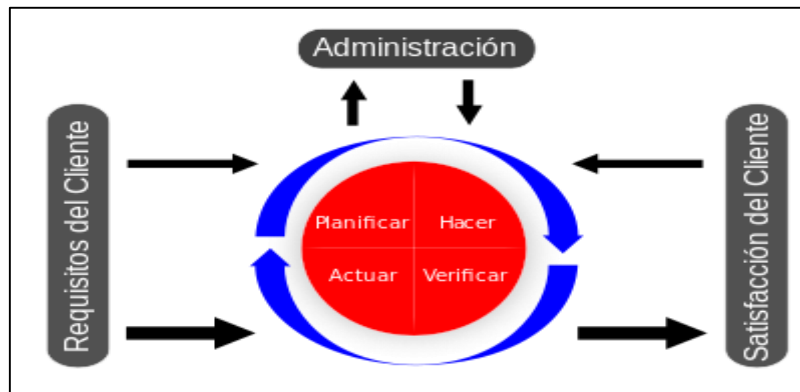 Administración
Requisitos del Cliente
Planificar
Hacer
Actuar
Verificar
Satisfacción del Cliente